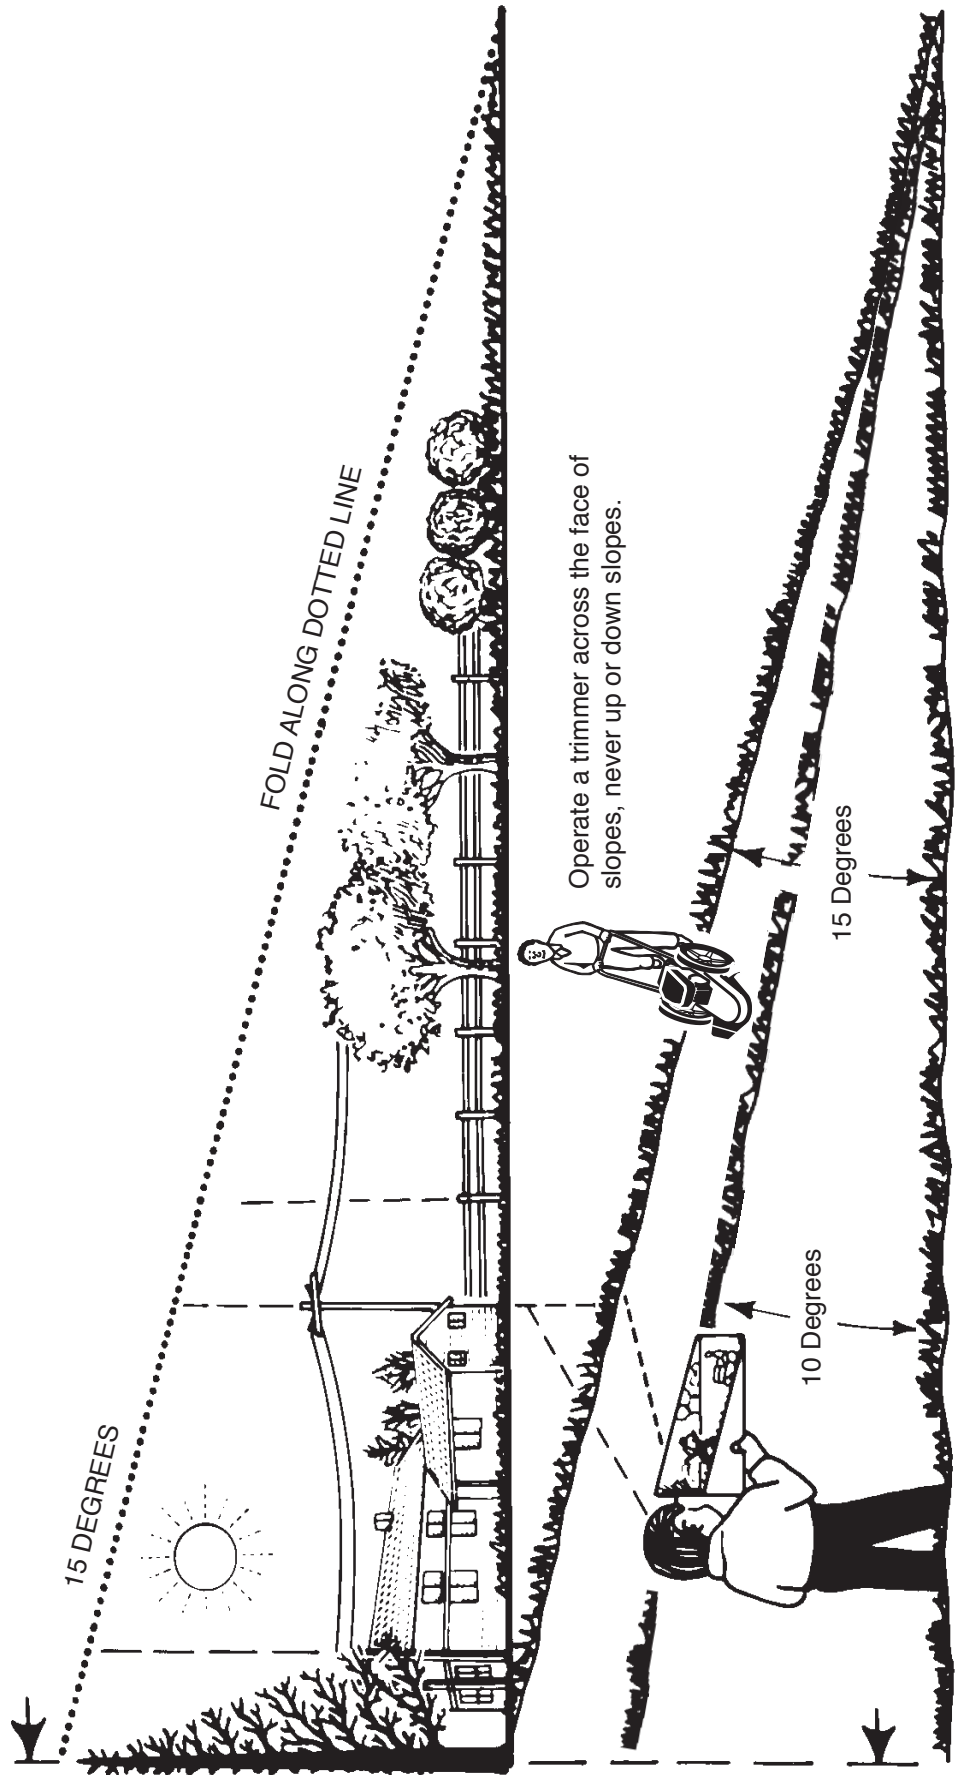 15 DEGREES
FOLD ALONG DOTTED LINE
Operate a trimmer across the face of
slopes, never up or down slopes.
10 Degrees
15 Degrees